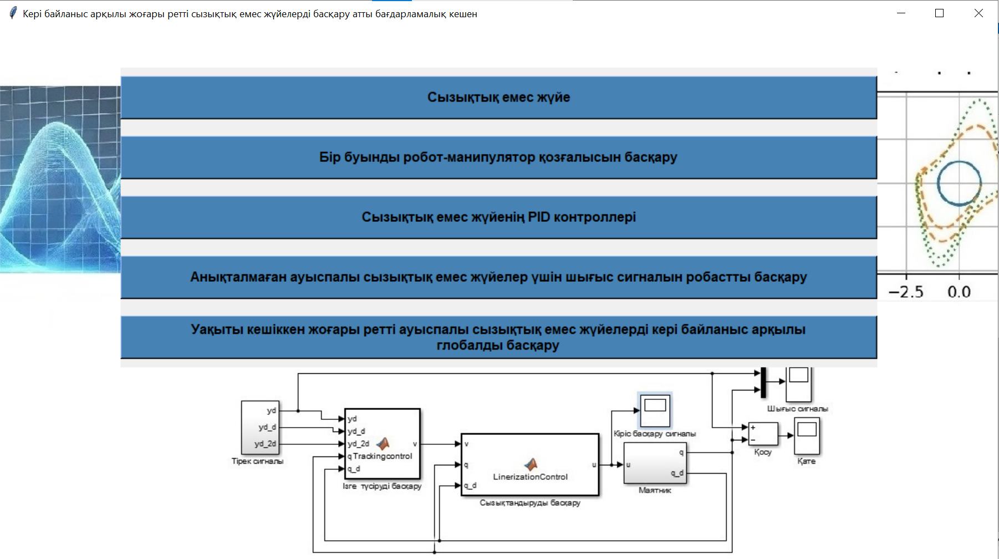 Кері байланыс арқылы жоғары ретті сызықтық емес жүйелерді басқару атты бағдарламалық кешен
Сызықтық емес жүйе
Бір буынды робот-манипулятор қозғалысын басқару
Сызықтық емес жүйенің PID контроллері
Анықталмаған ауыспалы сызықтық емес жүйелер үшін шығыс сигналын робастты басқару
Уақыты кешіккен жоғары ретті ауыспалы сызықтық емес жүйелерді кері байланыс арқылы
глобалды басқару
−2.5 0.0
yd
yd_d
yd_2d
Тірек сигналы
yd
yd_d
yd_2d
q
q_d
Trackingcontrol
v
Ізге түсіруді басқару
v
q
q_d
LinerizationControl
u
Сызықтандыруды басқару
Кіріс басқару сигналы
u
q
q_d
Маятник
Шығыс сигналы
+
−
Қосу
Қате